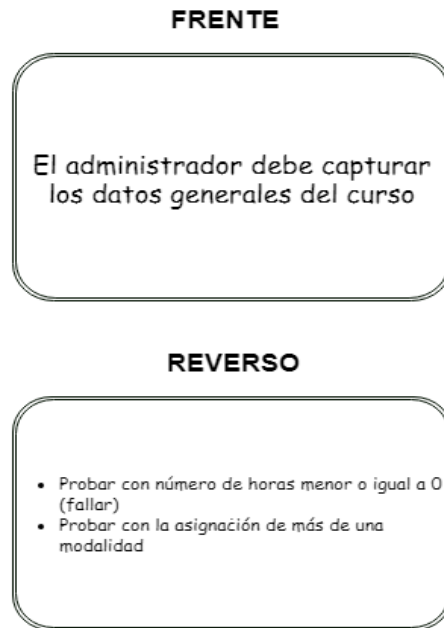 FRENTE
El administrador debe capturar
los datos generales del curso
REVERSO
• Probar con número de horas menor o igual a 0
(fallar)
• Probar con la asignación de más de una
modalidad